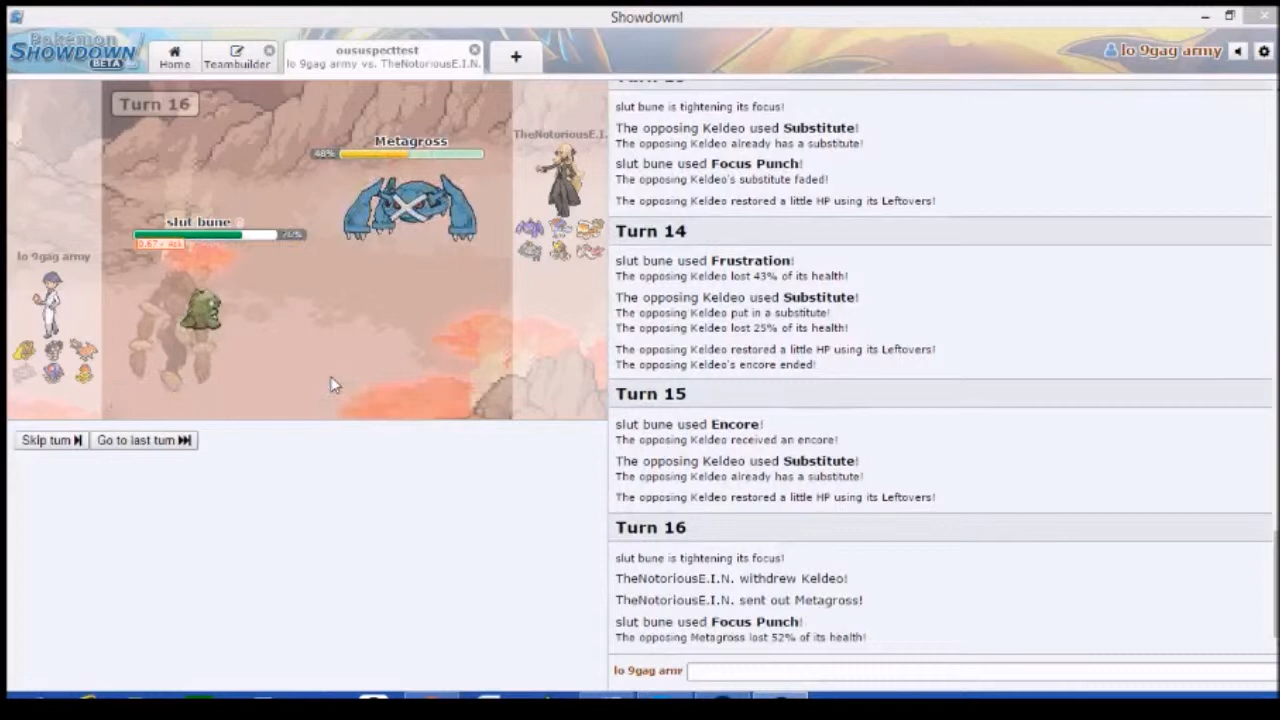 Showdown!
Pokémon
SHOWDOWN
BETA
Home
Teambuilder
oususpecttest
lo 9gag army vs. TheNotoriousE.I.N.
+
lo 9gag army
Turn 16
Metagross
48%
TheNotoriousE.I.
slut bune
76%
0.67× Atk
lo 9gag army
Skip turn
Go to last turn
slut bune is tightening its focus!
The opposing Keldeo used Substitute!
The opposing Keldeo already has a substitute!
slut bune used Focus Punch!
The opposing Keldeo's substitute faded!
The opposing Keldeo restored a little HP using its Leftovers!
Turn 14
slut bune used Frustration!
The opposing Keldeo lost 43% of its health!
The opposing Keldeo used Substitute!
The opposing Keldeo put in a substitute!
The opposing Keldeo lost 25% of its health!
The opposing Keldeo restored a little HP using its Leftovers!
The opposing Keldeo's encore ended!
Turn 15
slut bune used Encore!
The opposing Keldeo received an encore!
The opposing Keldeo used Substitute!
The opposing Keldeo already has a substitute!
The opposing Keldeo restored a little HP using its Leftovers!
Turn 16
slut bune is tightening its focus!
TheNotoriousE.I.N. withdrew Keldeo!
TheNotoriousE.I.N. sent out Metagross!
slut bune used Focus Punch!
The opposing Metagross lost 52% of its health!
lo 9gag army